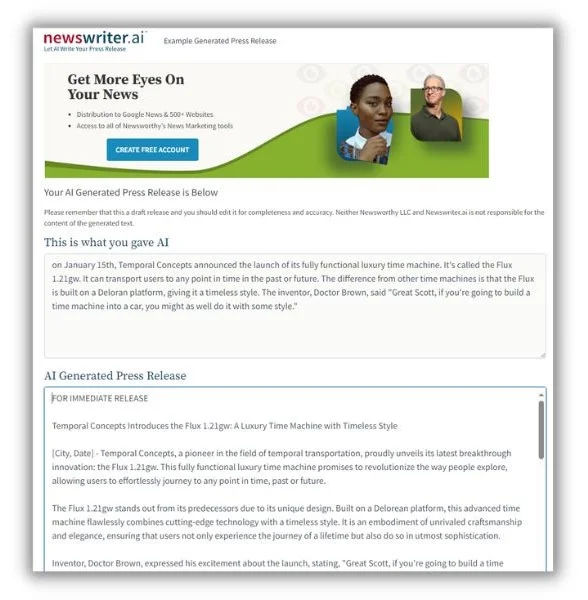 newswriter.ai
Let AI Write Your Press Release
Example Generated Press Release
Get More Eyes On
Your News
• Distribution to Google News & 500+ Websites
• Access to all of Newsworthy's News Marketing tools
CREATE FREE ACCOUNT
Your AI Generated Press Release is Below
Please remember that this a draft release and you should edit it for completeness and accuracy. Neither Newsworthy LLC and Newswriter.ai is not responsible for the
content of the generated text.
This is what you gave AI
on January 15th, Temporal Concepts announced the launch of its fully functional luxury time machine. It's called the Flux
1.21gw. It can transport users to any point in time in the past or future. The difference from other time machines is that the Flux
is built on a Deloran platform, giving it a timeless style. The inventor, Doctor Brown, said "Great Scott, if you're going to build a
time machine into a car, you might as well do it with some style."
AI Generated Press Release
FOR IMMEDIATE RELEASE
Temporal Concepts Introduces the Flux 1.21gw: A Luxury Time Machine with Timeless Style
[City, Date] - Temporal Concepts, a pioneer in the field of temporal transportation, proudly unveils its latest breakthrough
innovation: the Flux 1.21gw. This fully functional luxury time machine promises to revolutionize the way people explore,
allowing users to effortlessly journey to any point in time, past or future.
The Flux 1.21gw stands out from its predecessors due to its unique design. Built on a Delorean platform, this advanced time
machine flawlessly combines cutting-edge technology with a timeless style. It is an embodiment of unrivaled craftsmanship
and elegance, ensuring that users not only experience the journey of a lifetime but also do so in utmost sophistication.
Inventor, Doctor Brown, expressed his excitement about the launch, stating, "Great Scott, if you're going to build a time